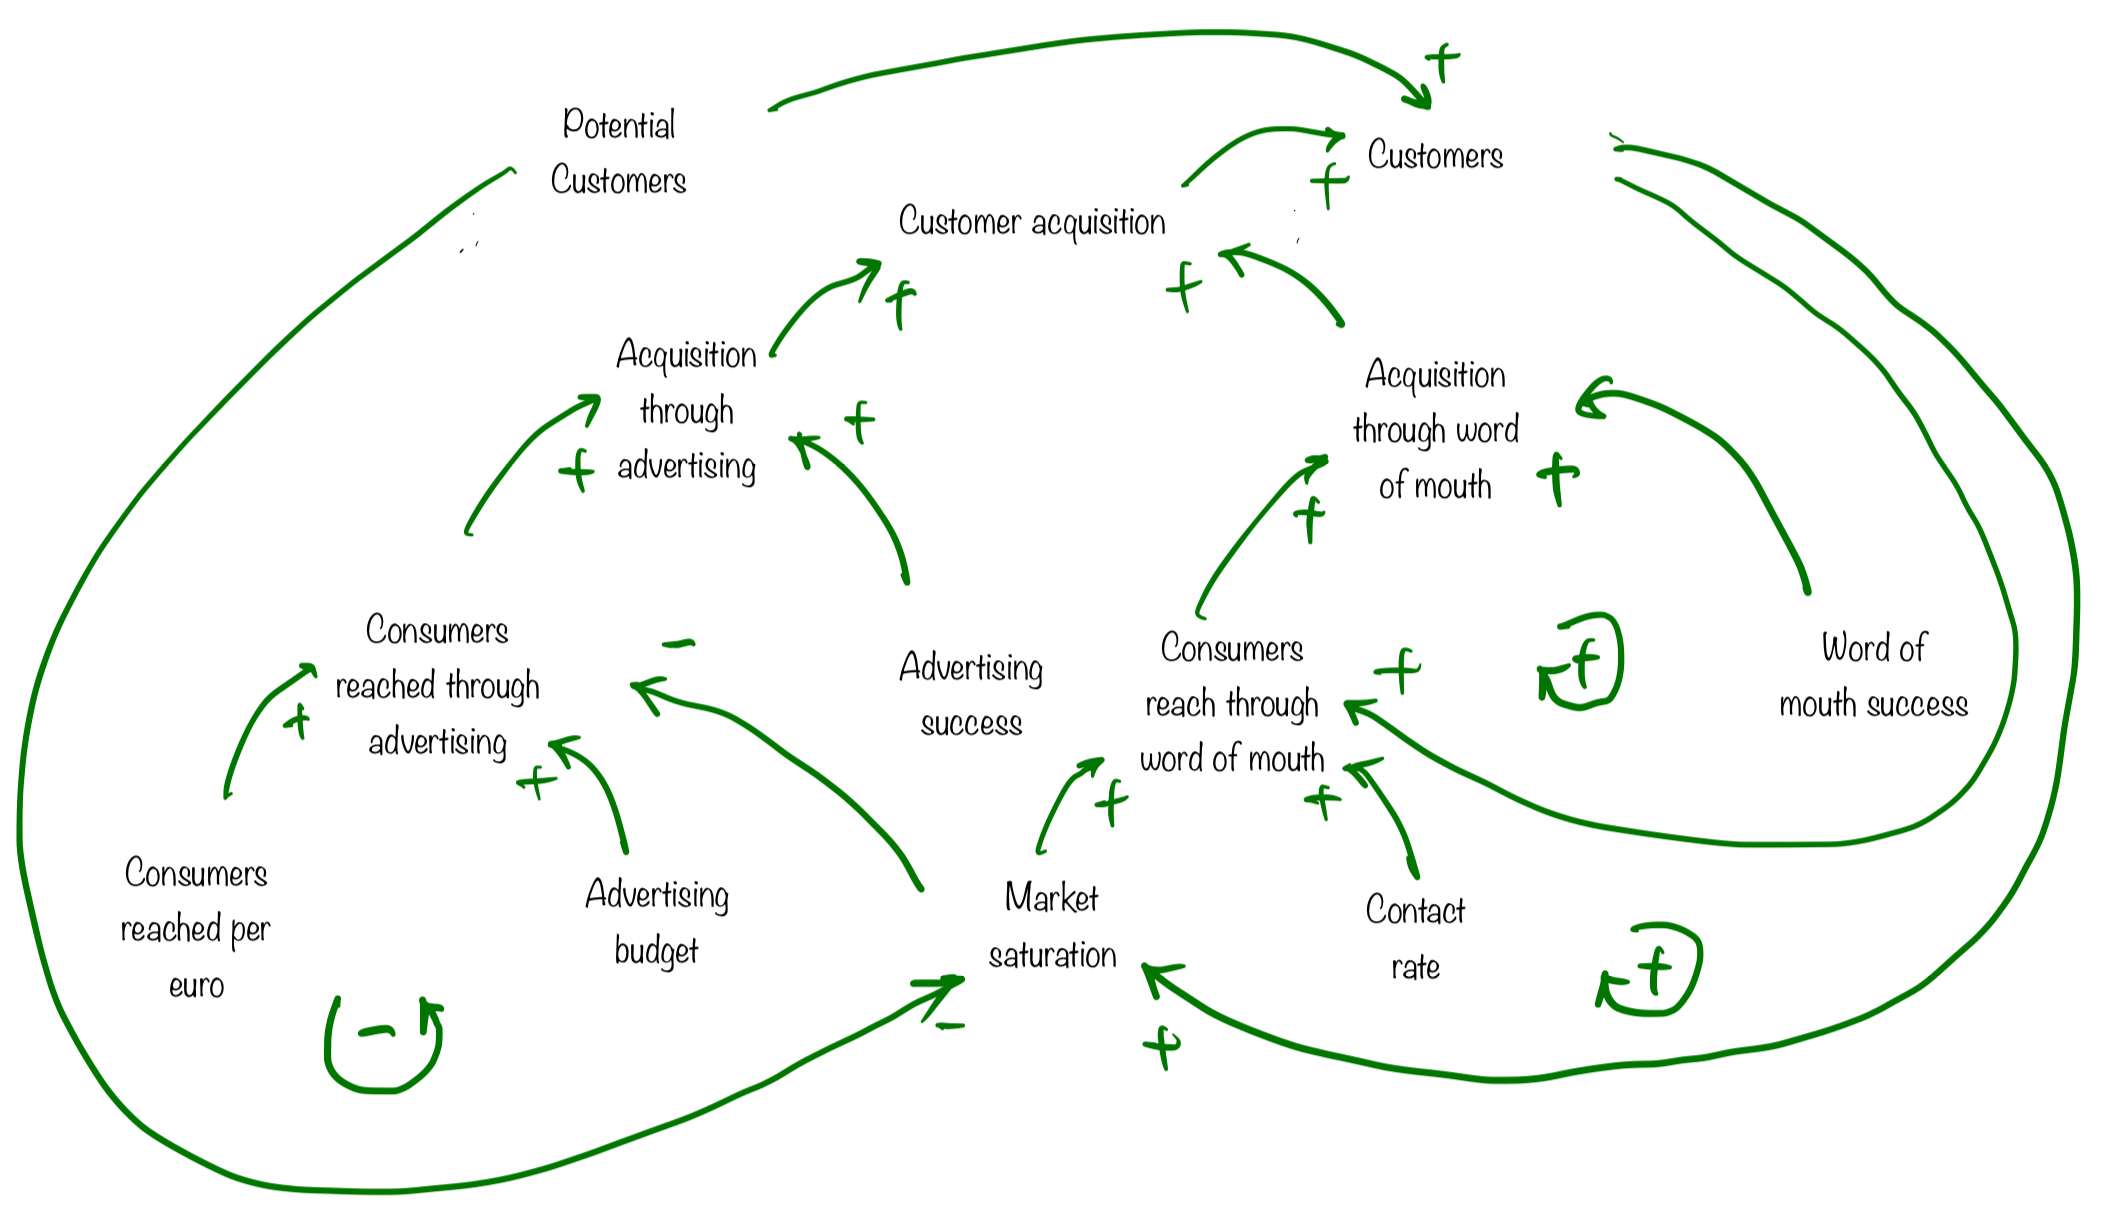 +
Potential
Customers
Customers
+
Customer acquisition
+
+
Acquisition
through
advertising
+
+
Acquisition
through word
of mouth
+
+
Consumers
reached through
advertising
-
+
+
Advertising
success
Consumers
reach through
word of mouth
+
+
+
+
Word of
mouth success
Consumers
reached per
euro
Advertising
budget
Market
saturation
Contact
rate
-
-
+
+